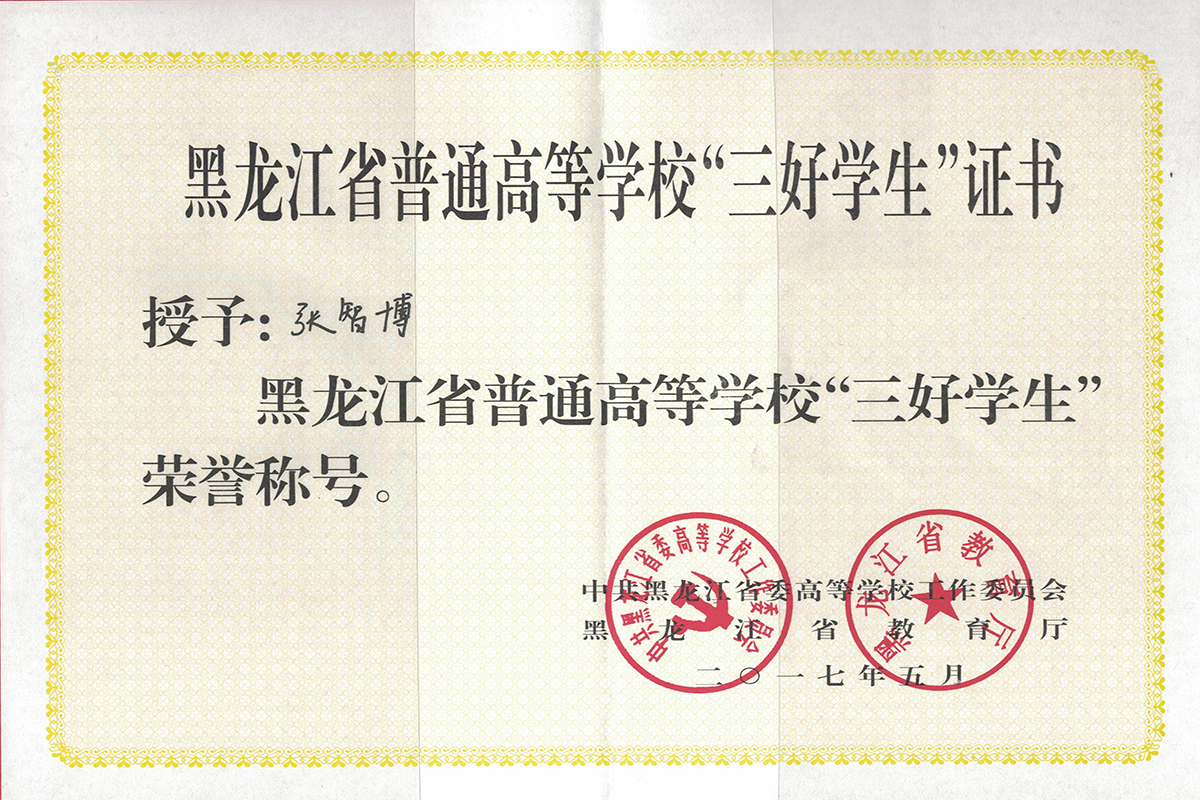 黑龙江省普通高等学校“三好学生”证书
授予：张智博
黑龙江省普通高等学校“三好学生”
荣誉称号。
中共黑龙江省委高等学校工作委员会
黑龙江省教育厅
二〇一七年五月
中共黑龙江省委高等学校工作委员会
黑龙江省教育厅